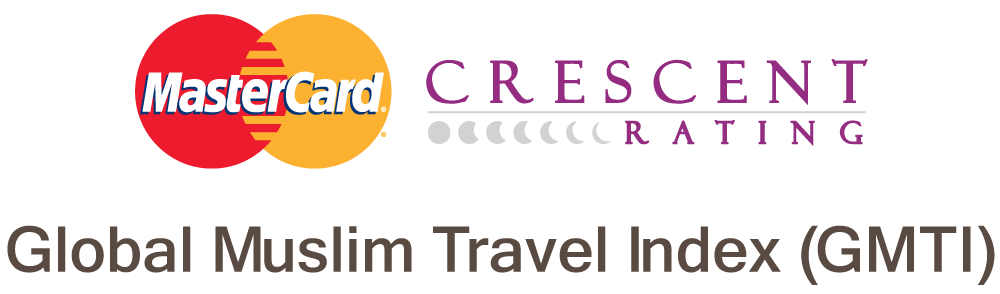 MasterCard
CRESCENT
RATING
Global Muslim Travel Index (GMTI)